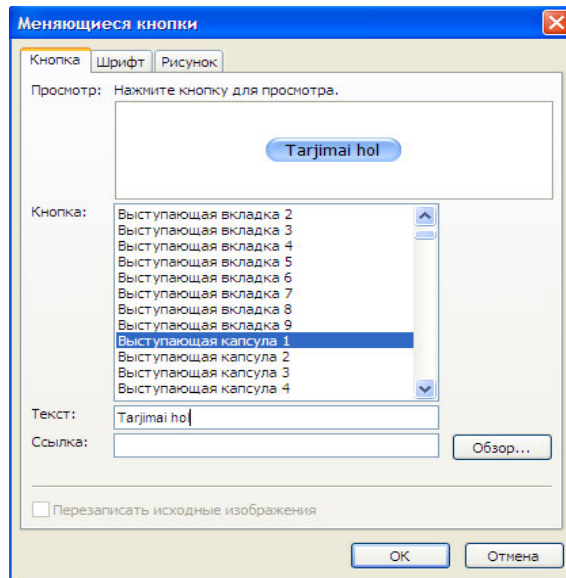 Меняющиеся кнопки
Кнопка Шрифт Рисунок
Просмотр: Нажмите кнопку для просмотра.
Tarjimai hol
Кнопка:
Выступающая вкладка 2
Выступающая вкладка 3
Выступающая вкладка 4
Выступающая вкладка 5
Выступающая вкладка 6
Выступающая вкладка 7
Выступающая вкладка 8
Выступающая вкладка 9
Выступающая капсула 1
Выступающая капсула 2
Выступающая капсула 3
Выступающая капсула 4
Текст: Tarjimai hol
Ссылка: Обзор...
Перезаписать исходные изображения
ОК Отмена